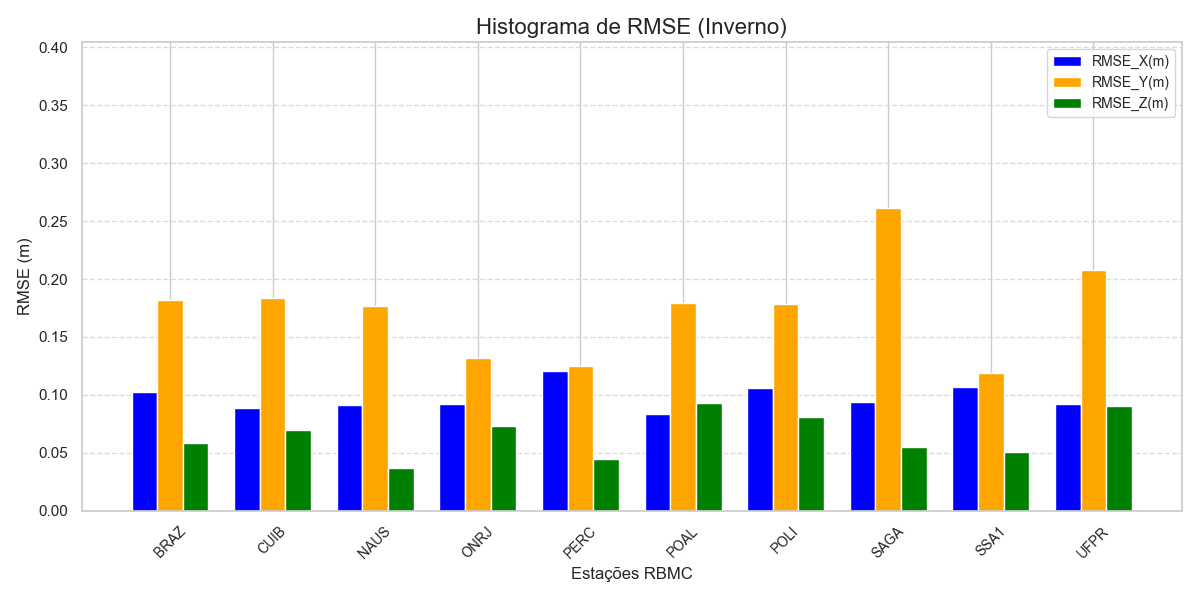 Histograma de RMSE (Inverno)
RMSE_X(m)
RMSE_Y(m)
RMSE_Z(m)
RMSE (m)
0.40
0.35
0.30
0.25
0.20
0.15
0.10
0.05
0.00
BRAZ
CUIB
NAUS
ONRJ
PERC
POAL
POLI
SAGA
SSA1
UFPR
Estações RBMC